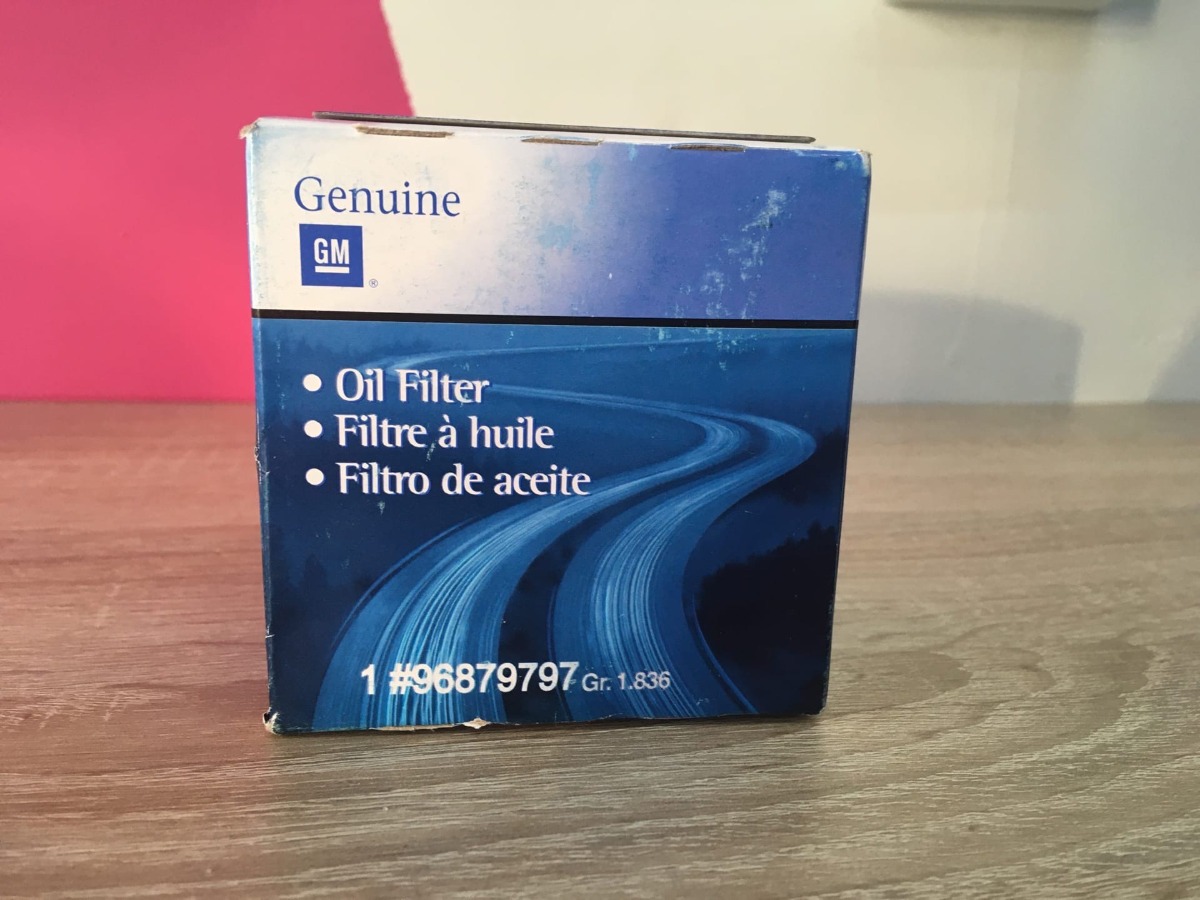 Genuine
GM
®
• Oil Filter
• Filtre à huile
• Filtro de aceite
1 #96879797 Gr. 1.836